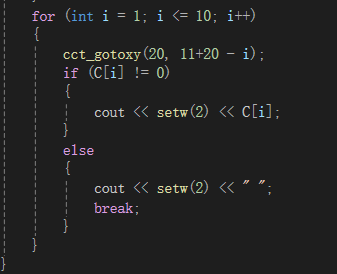 for (int i = 1; i <= 10; i++)
{
cct_gotoxy(20, 11+20 - i);
if (C[i] != 0)
{
cout << setw(2) << C[i];
}
else
{
cout << setw(2) << " ";
break;
}
}
}